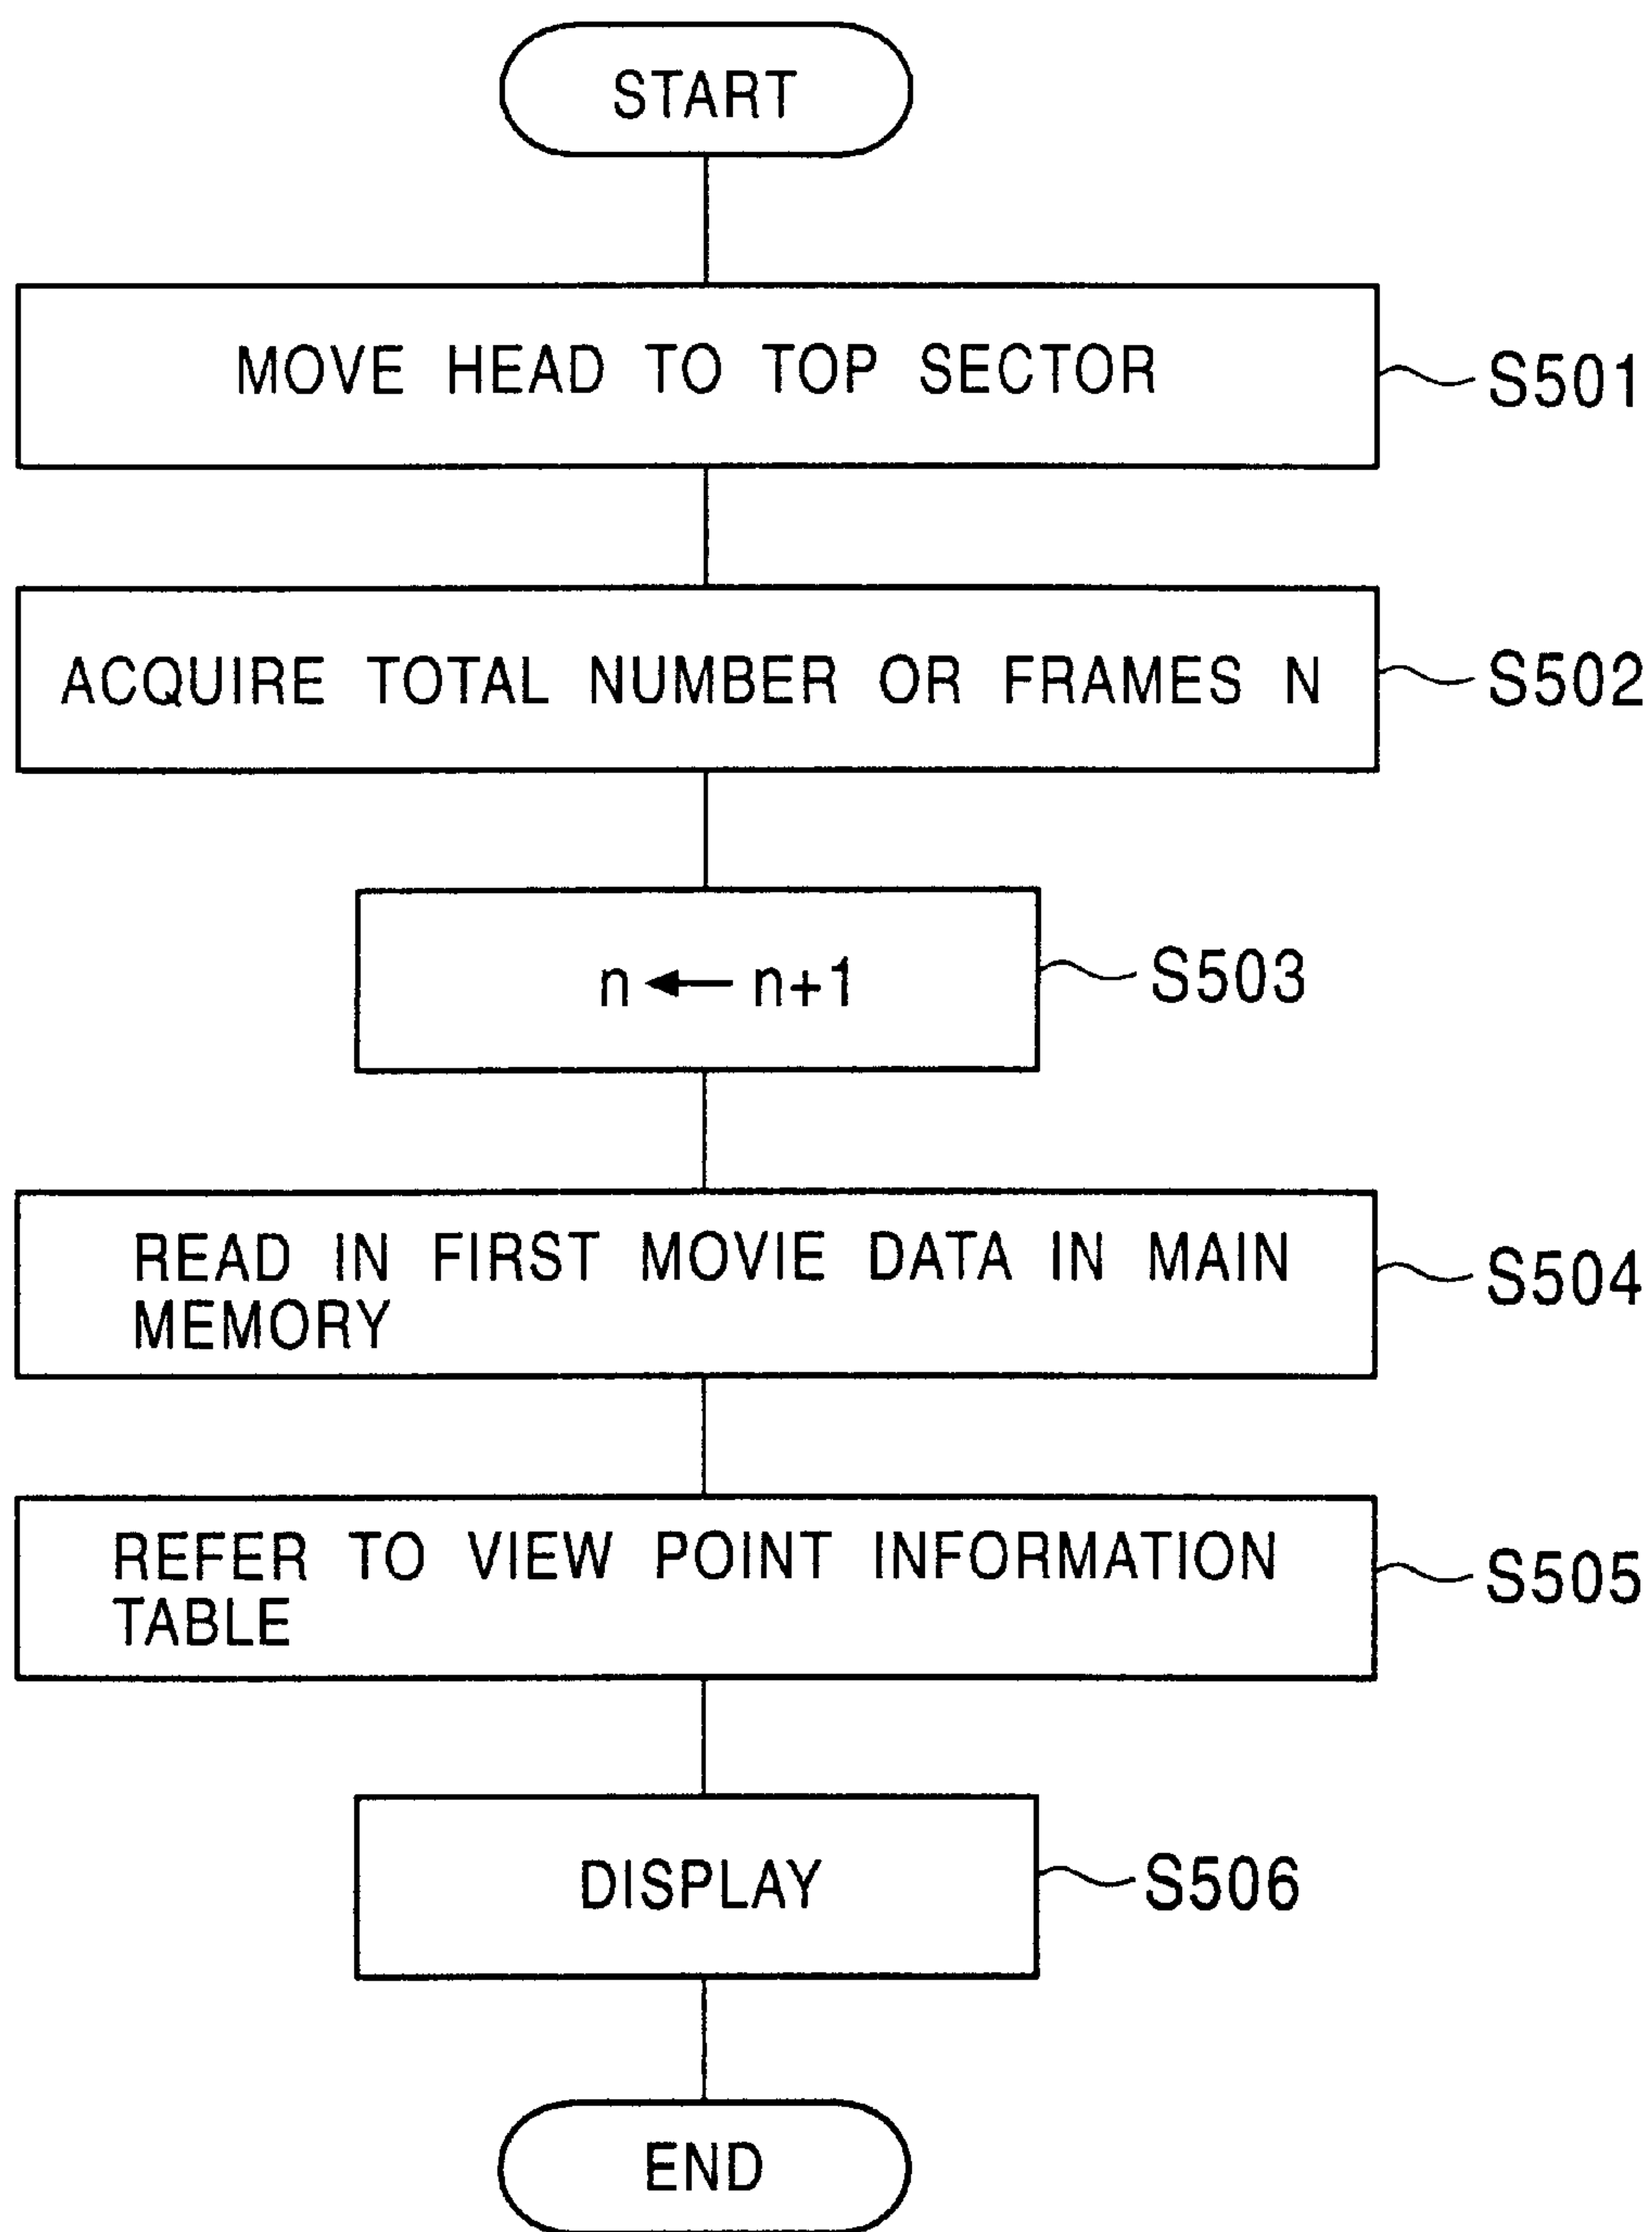 START
MOVE HEAD TO TOP SECTOR
S501
ACQUIRE TOTAL NUMBER OR FRAMES N
S502
n ← n+1
S503
READ IN FIRST MOVIE DATA IN MAIN
MEMORY
S504
REFER TO VIEW POINT INFORMATION
TABLE
S505
DISPLAY
S506
END